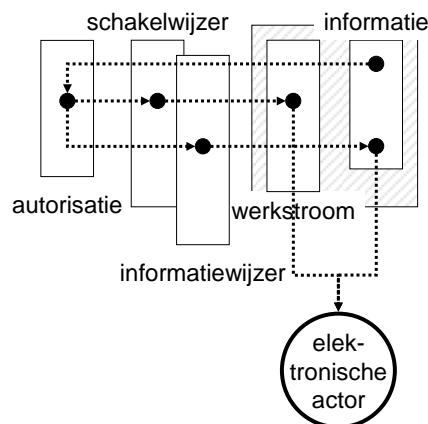 schakelwijzer
informatie
autorisatie
werkstroom
informatiewijzer
elek-
tronische
actor